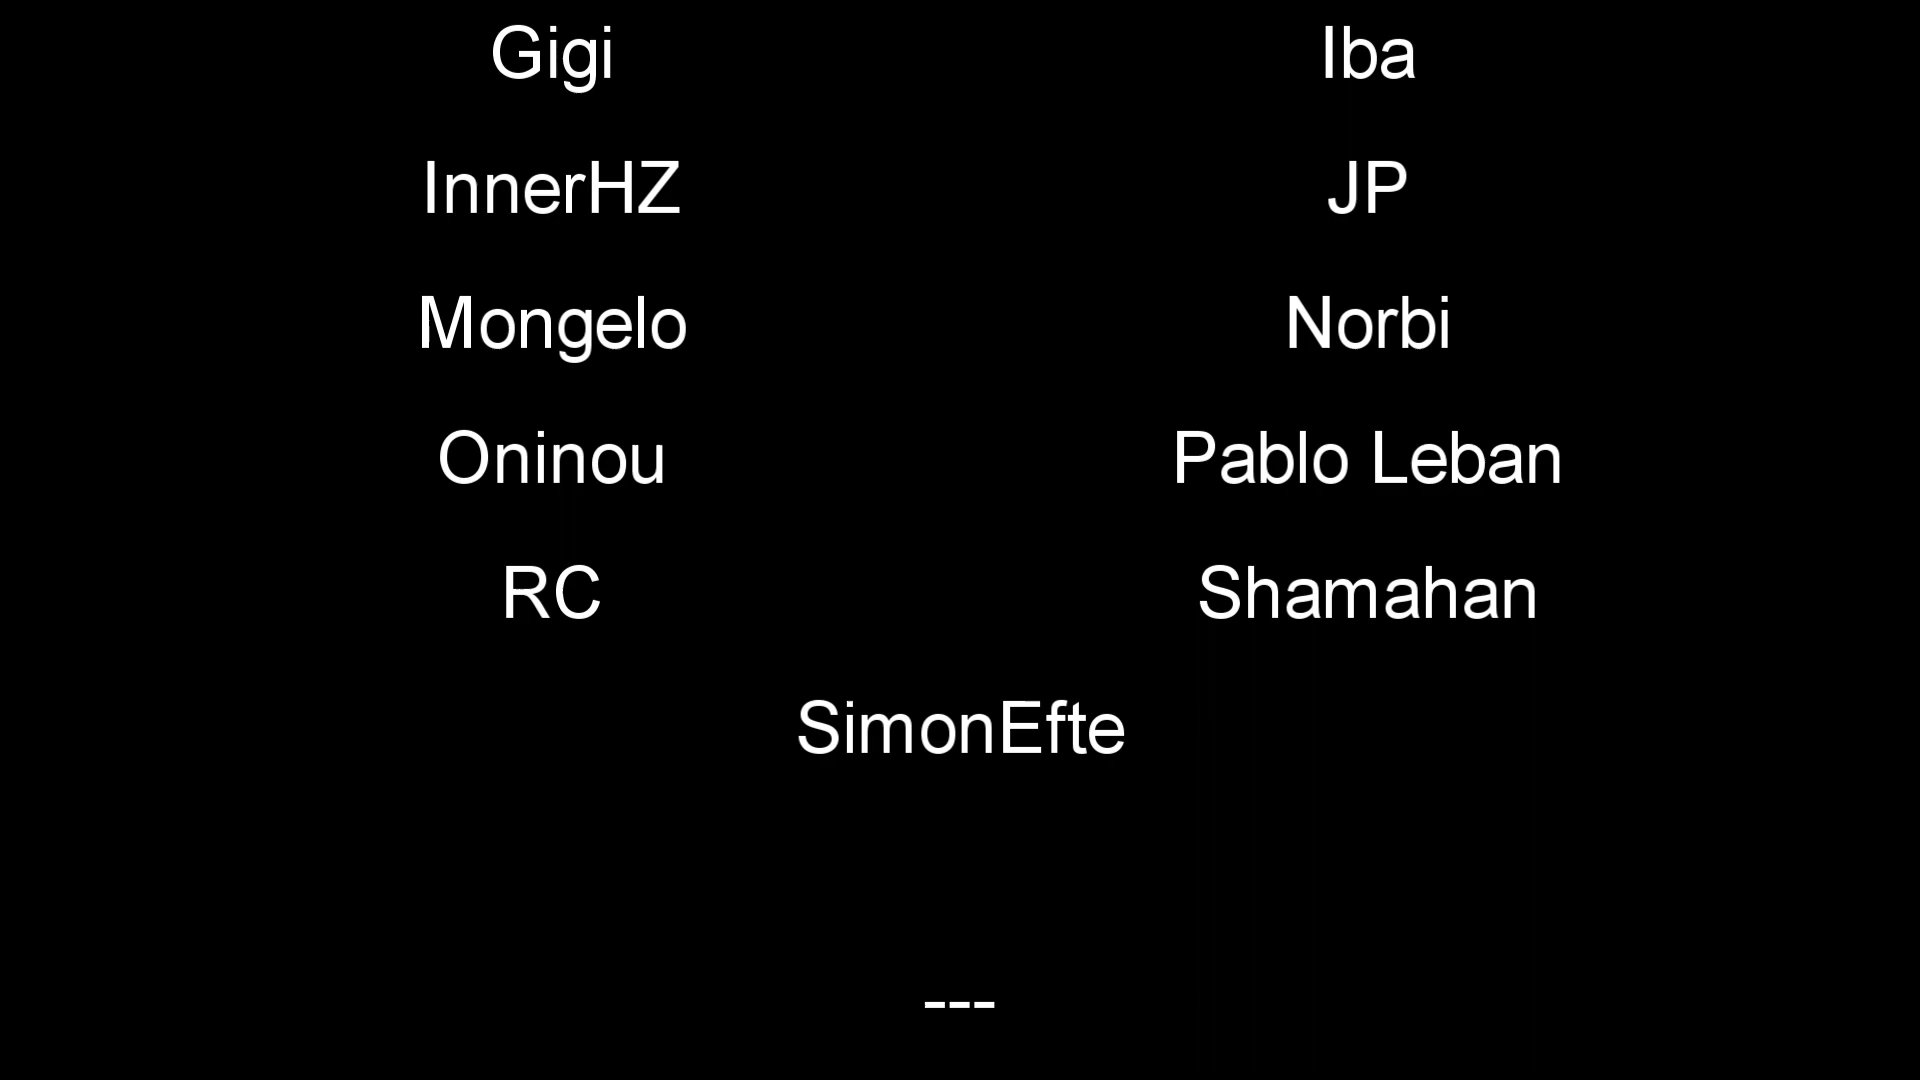 Gigi Iba
InnerHZ JP
Mongelo Norbi
Oninou Pablo Leban
RC Shamahan
SimonEfte
---